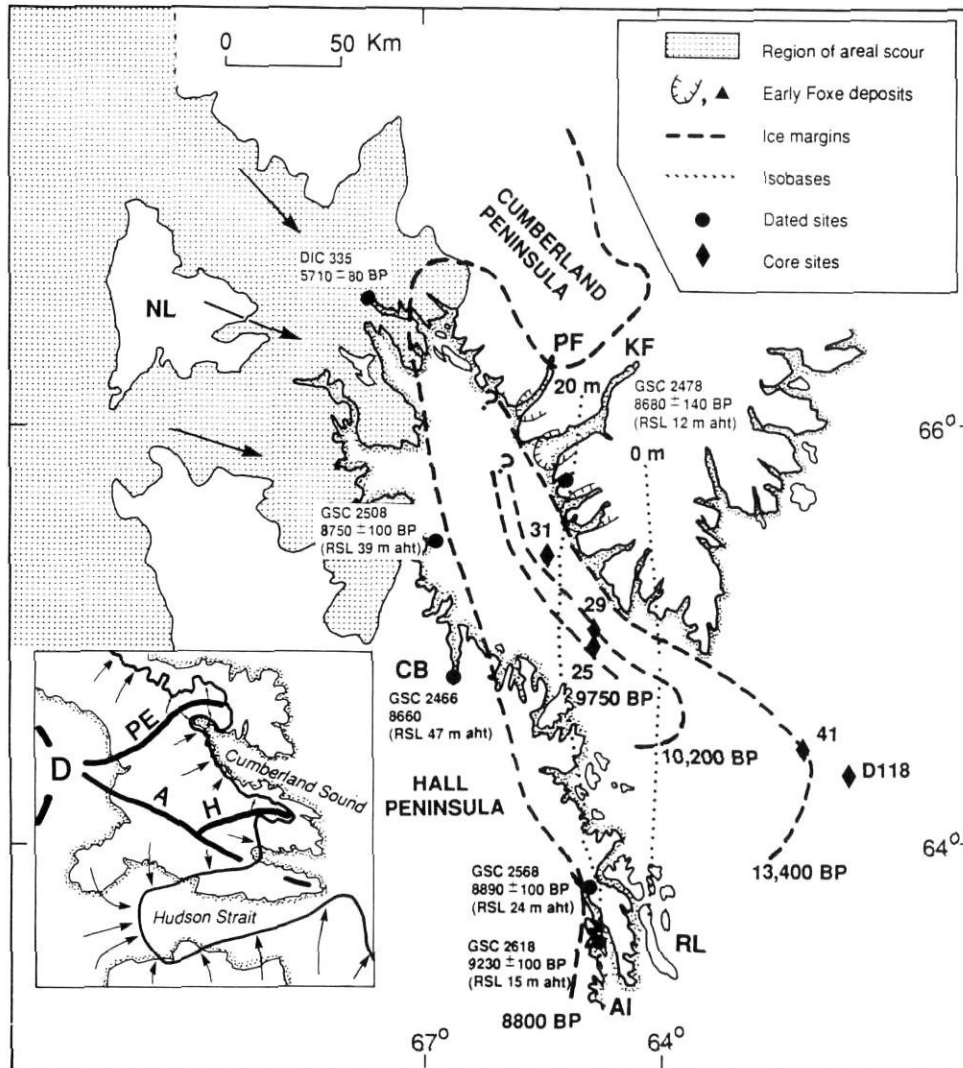 0 50 Km
Region of areal scour
Early Foxe deposits
Ice margins
Isobases
Dated sites
Core sites
CUMBERLAND
PENINSULA
DIC 335
5710 ± 80 BP
NL
PF
KF
20 m
GSC 2478
8680 ± 140 BP
(RSL 12 m aht)
0 m
66°
GSC 2508
8750 ± 100 BP
(RSL 39 m aht)
31
29
25
CB
GSC 2466
8660
(RSL 47 m aht)
9750 BP
10,200 BP
41
D118
HALL
PENINSULA
13,400 BP
64°
GSC 2568
8890 ± 100 BP
(RSL 24 m aht)
GSC 2618
9230 ± 100 BP
(RSL 15 m aht)
RL
AI
8800 BP
67°
64°
PE
D
A
H
Cumberland Sound
Hudson Strait